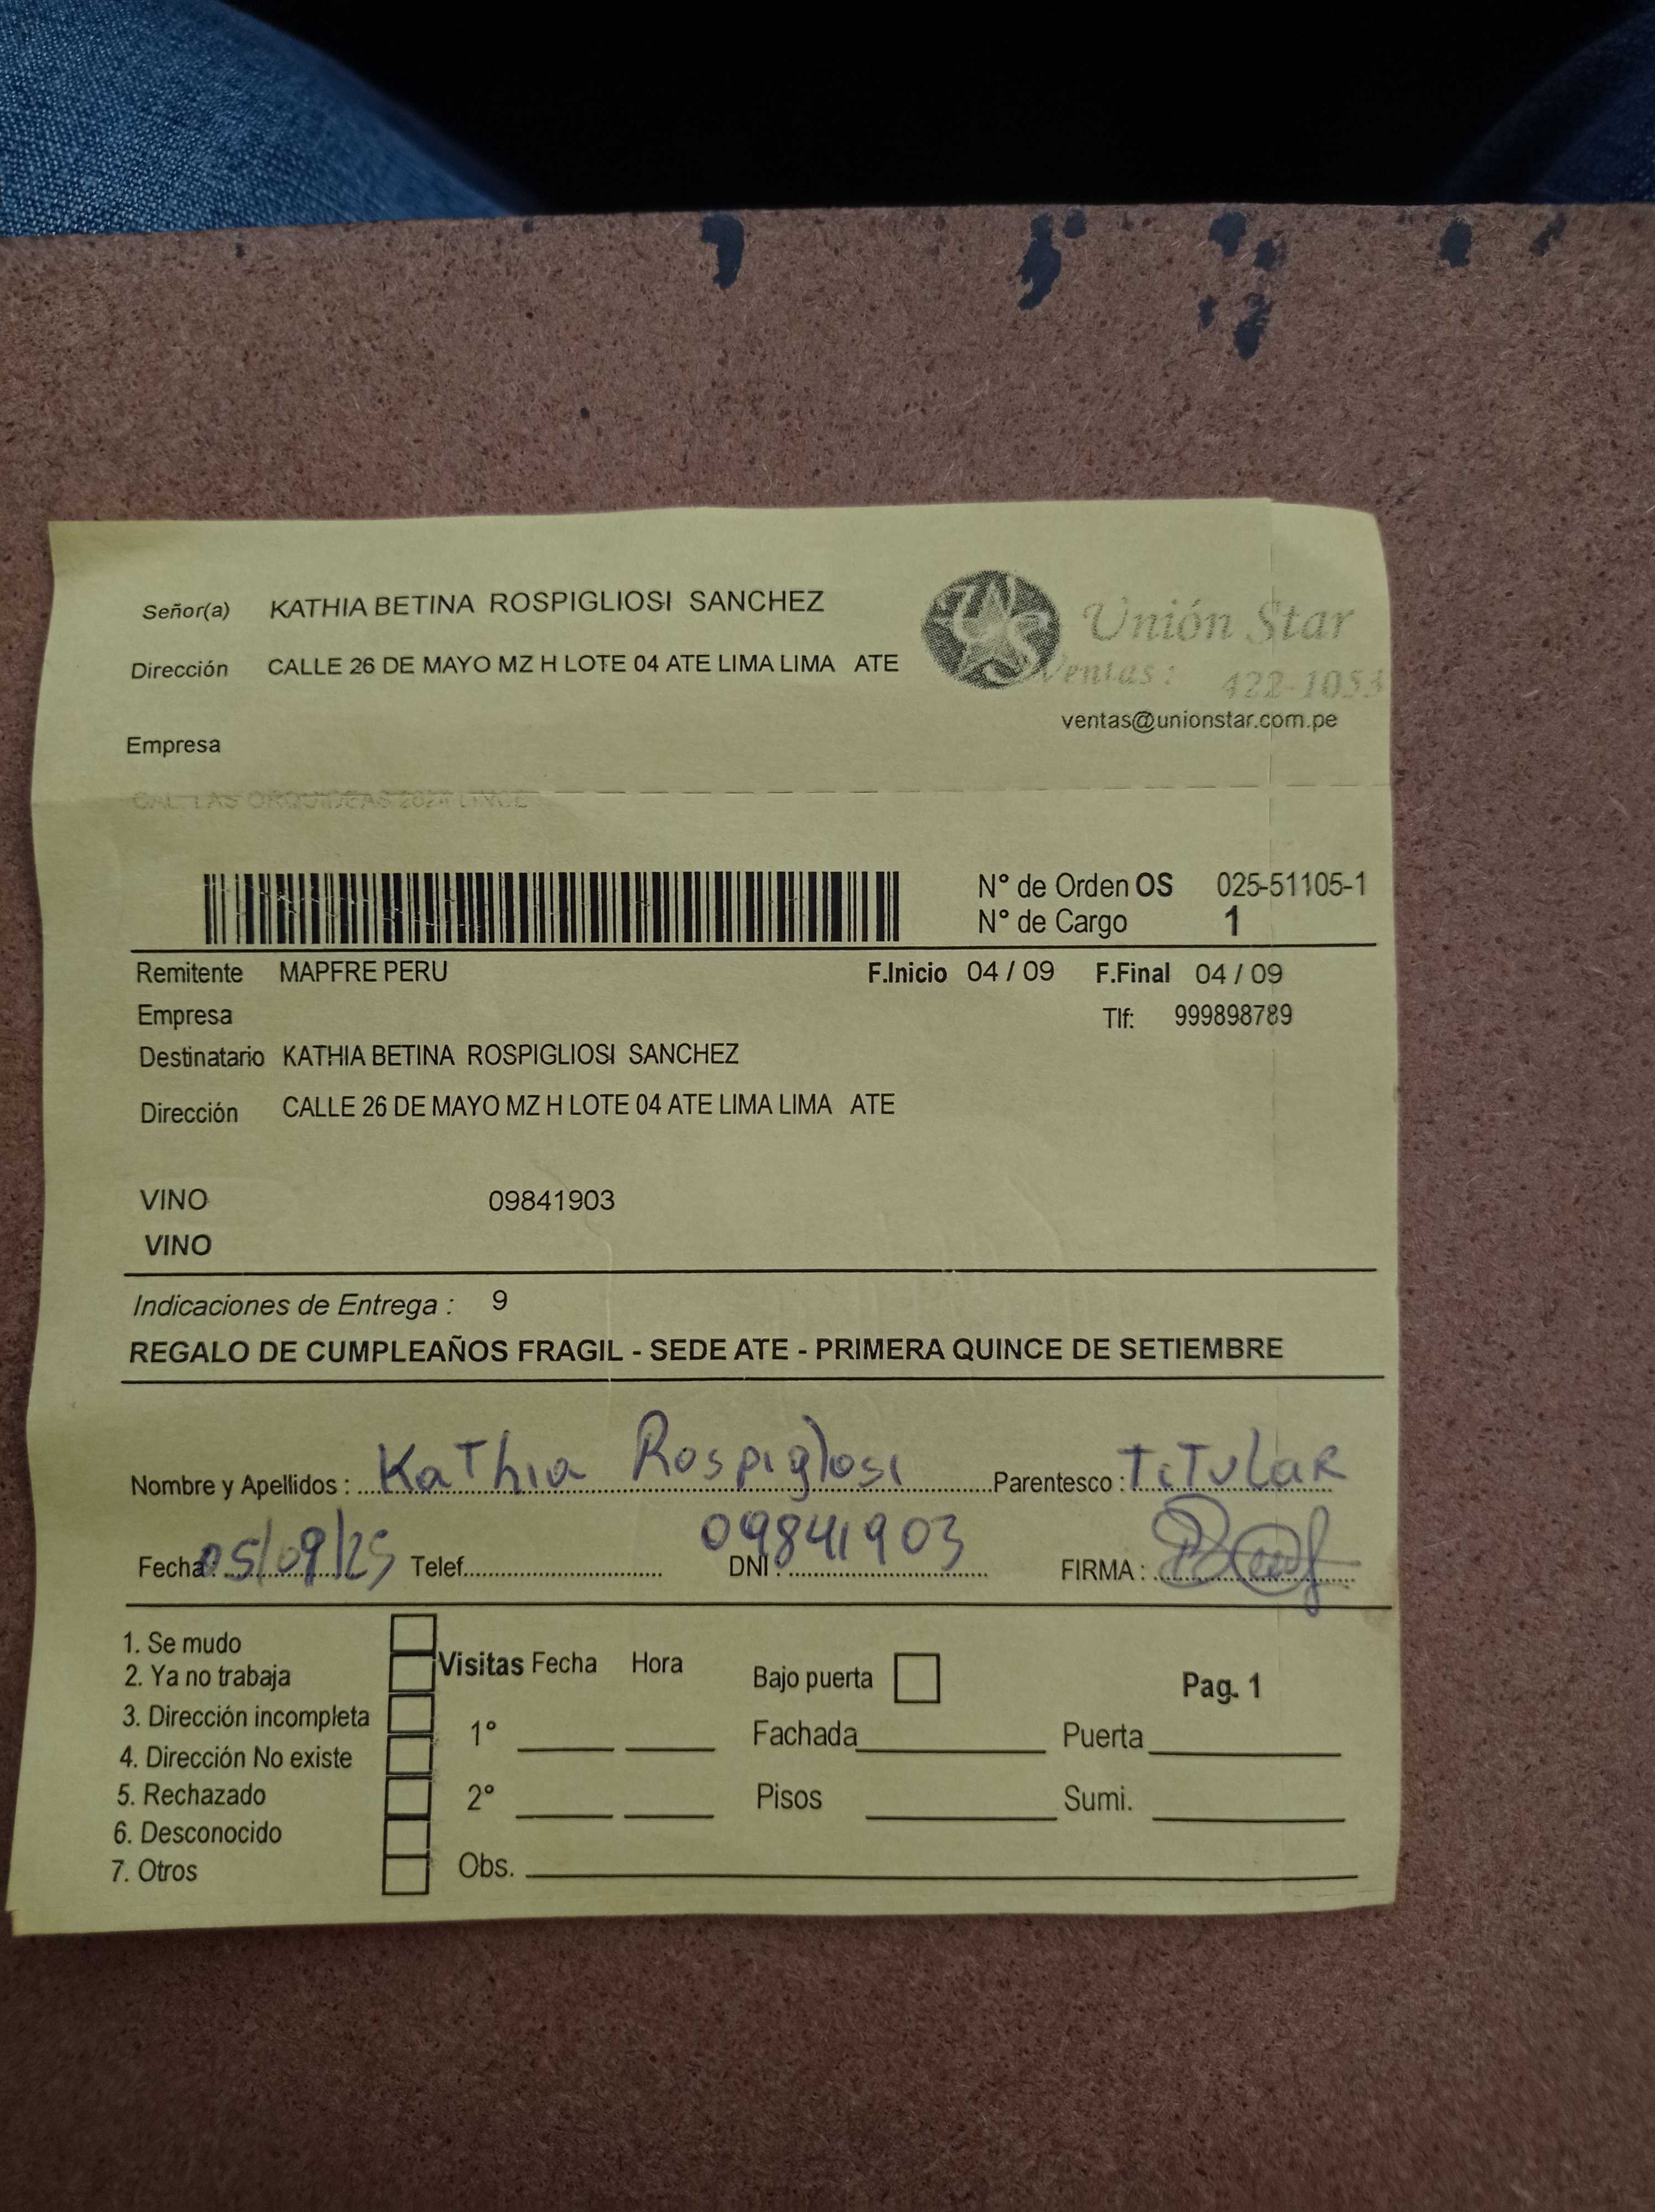 Señor(a) KATHIA BETINA ROSPIGLIOSI SANCHEZ
Unión Star
Dirección CALLE 26 DE MAYO MZ H LOTE 04 ATE LIMA LIMA ATE
Ventas: 422-1053
ventas@unionstar.com.pe
Empresa
CAL. LAS ORQUIDEAS LINCE
N° de Orden OS 025-51105-1
N° de Cargo 1
Remitente MAPFRE PERU F.Inicio 04 / 09 F.Final 04 / 09
Empresa Tlf: 999898789
Destinatario KATHIA BETINA ROSPIGLIOSI SANCHEZ
Dirección CALLE 26 DE MAYO MZ H LOTE 04 ATE LIMA LIMA ATE
VINO 09841903
VINO
Indicaciones de Entrega : 9
REGALO DE CUMPLEAÑOS FRAGIL - SEDE ATE - PRIMERA QUINCE DE SETIEMBRE
Nombre y Apellidos : Kathia Rospigliosi Parentesco : TiTular
Fecha: 05/09/25 Telef. DNI : 09841903 FIRMA :
1. Se mudo
2. Ya no trabaja
3. Dirección incompleta
4. Dirección No existe
5. Rechazado
6. Desconocido
7. Otros
Visitas Fecha Hora Bajo puerta Pag. 1
1° Fachada Puerta
2° Pisos Sumi.
Obs.